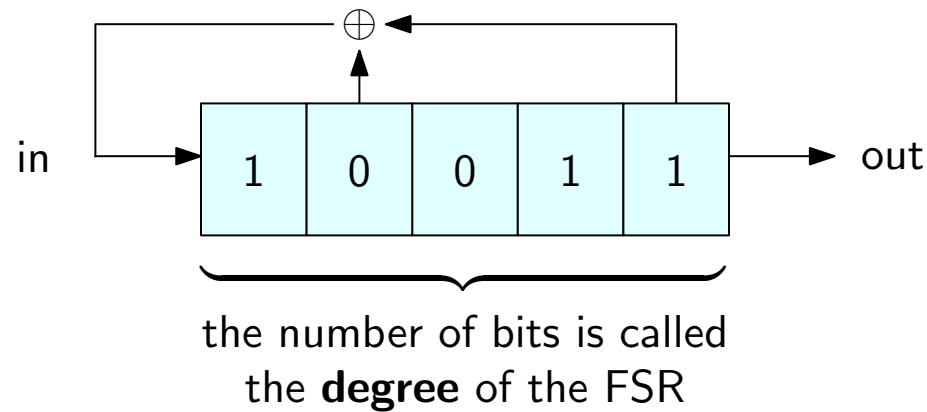 ⊕
in 1 0 0 1 1 out
the number of bits is called
the degree of the FSR